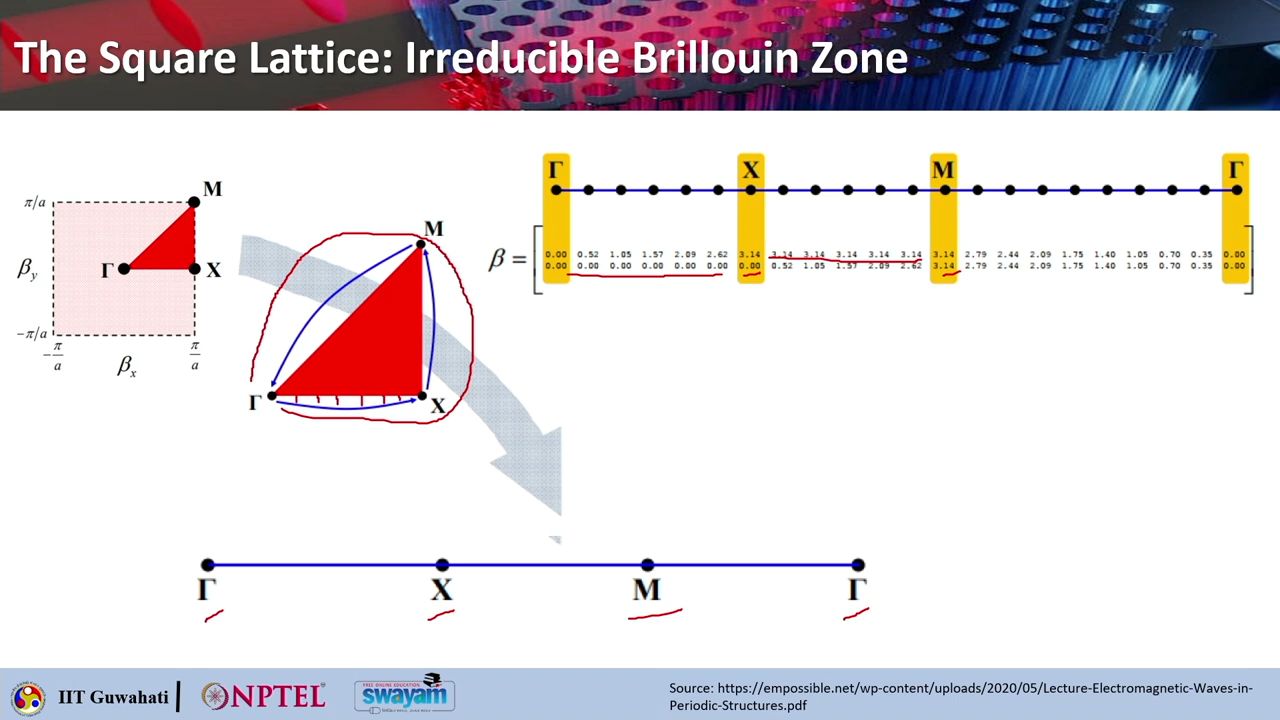 The Square Lattice: Irreducible Brillouin Zone
Γ X M Γ
β =
0.00 0.52 1.05 1.57 2.09 2.62 3.14 3.14 3.14 3.14 3.14 3.14 3.14 2.79 2.44 2.09 1.75 1.40 1.05 0.70 0.35 0.00
0.00 0.00 0.00 0.00 0.00 0.00 0.00 0.52 1.05 1.57 2.09 2.62 3.14 2.79 2.44 2.09 1.75 1.40 1.05 0.70 0.35 0.00
M
π/a
βy
Γ X
−π/a
−π/a π/a
βx
M
Γ X
Γ X M Γ
IIT Guwahati
NPTEL
FREE ONLINE EDUCATION
swayam
Source: https://empossible.net/wp-content/uploads/2020/05/Lecture-Electromagnetic-Waves-in-
Periodic-Structures.pdf